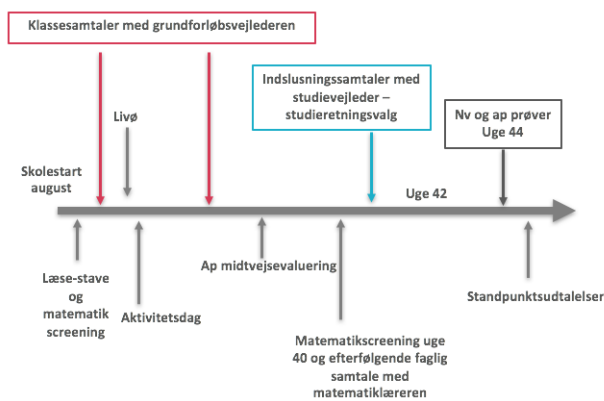 Klassesamtaler med grundforløbsvejlederen
Indslusningssamtaler med
studievejleder –
studieretningsvalg
Livø
Nv og ap prøver
Uge 44
Skolestart
august
Uge 42
Læse-stave
og
matematik
screening
Aktivitetsdag
Ap midtvejsevaluering
Standpunktsudtalelser
Matematikscreening uge
40 og efterfølgende faglig
samtale med
matematiklæreren